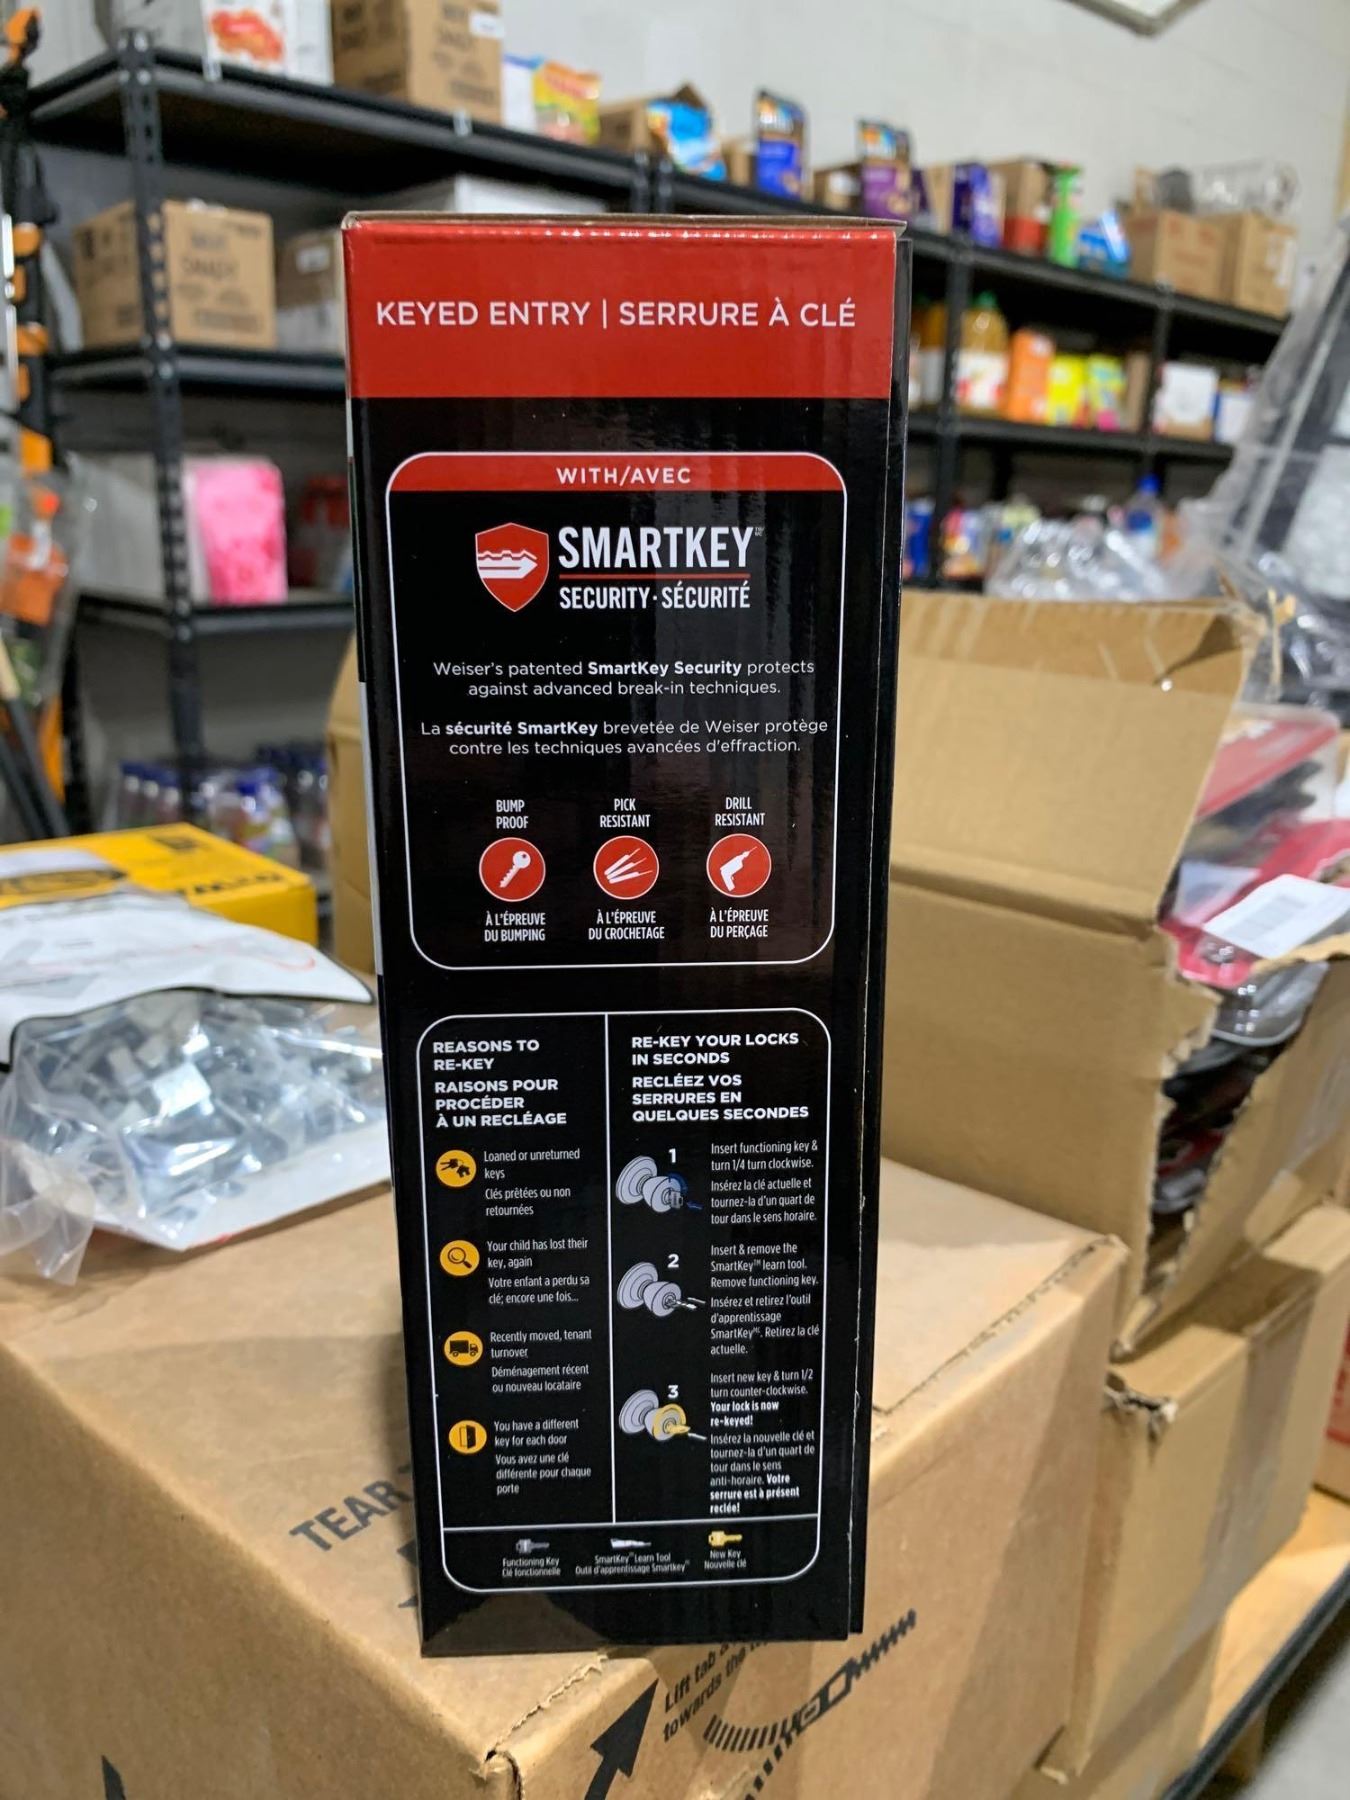 KEYED ENTRY | SERRURE À CLÉ
WITH/AVEC
SMARTKEY
SECURITY·SÉCURITÉ
Weiser's patented SmartKey Security protects
against advanced break-in techniques.
La sécurité SmartKey brevetée de Weiser protège
contre les techniques avancées d'effraction.
BUMP
PROOF
À L'ÉPREUVE
DU BUMPING
PICK
RESISTANT
À L'ÉPREUVE
DU CROCHETAGE
DRILL
RESISTANT
À L'ÉPREUVE
DU PERÇAGE
REASONS TO
RE-KEY
RAISONS POUR
PROCÉDER
À UN RECLÉAGE
Loaned or unreturned
keys
Clés prêtées ou non
retournées
Your child has lost their
key, again
Votre enfant a perdu sa
clé; encore une fois...
Recently moved, tenant
turnover
Déménagement récent
ou nouveau locataire
You have a different
key for each door
Vous avez une clé
différente pour chaque
porte
RE-KEY YOUR LOCKS
IN SECONDS
RECLÉEZ VOS
SERRURES EN
QUELQUES SECONDES
1
Insert functioning key &
turn 1/4 turn clockwise.
Insérez la clé actuelle et
tournez-la d'un quart de
tour dans le sens horaire.
2
Insert & remove the
SmartKey™ learn tool.
Remove functioning key.
Insérez et retirez l'outil
d'apprentissage
SmartKey. Retirez la clé
actuelle.
3
Insert new key & turn 1/2
turn counter-clockwise.
Your lock is now
re-keyed!
Insérez la nouvelle clé et
tournez-la d'un quart de
tour dans le sens
anti-horaire. Votre
serrure est à présent
reclée!
Functioning Key
Clé fonctionnelle
SmartKey™ Learn Tool
Outil d'apprentissage Smartkey
New Key
Nouvelle clé
TEAR
Lift tab
towards the